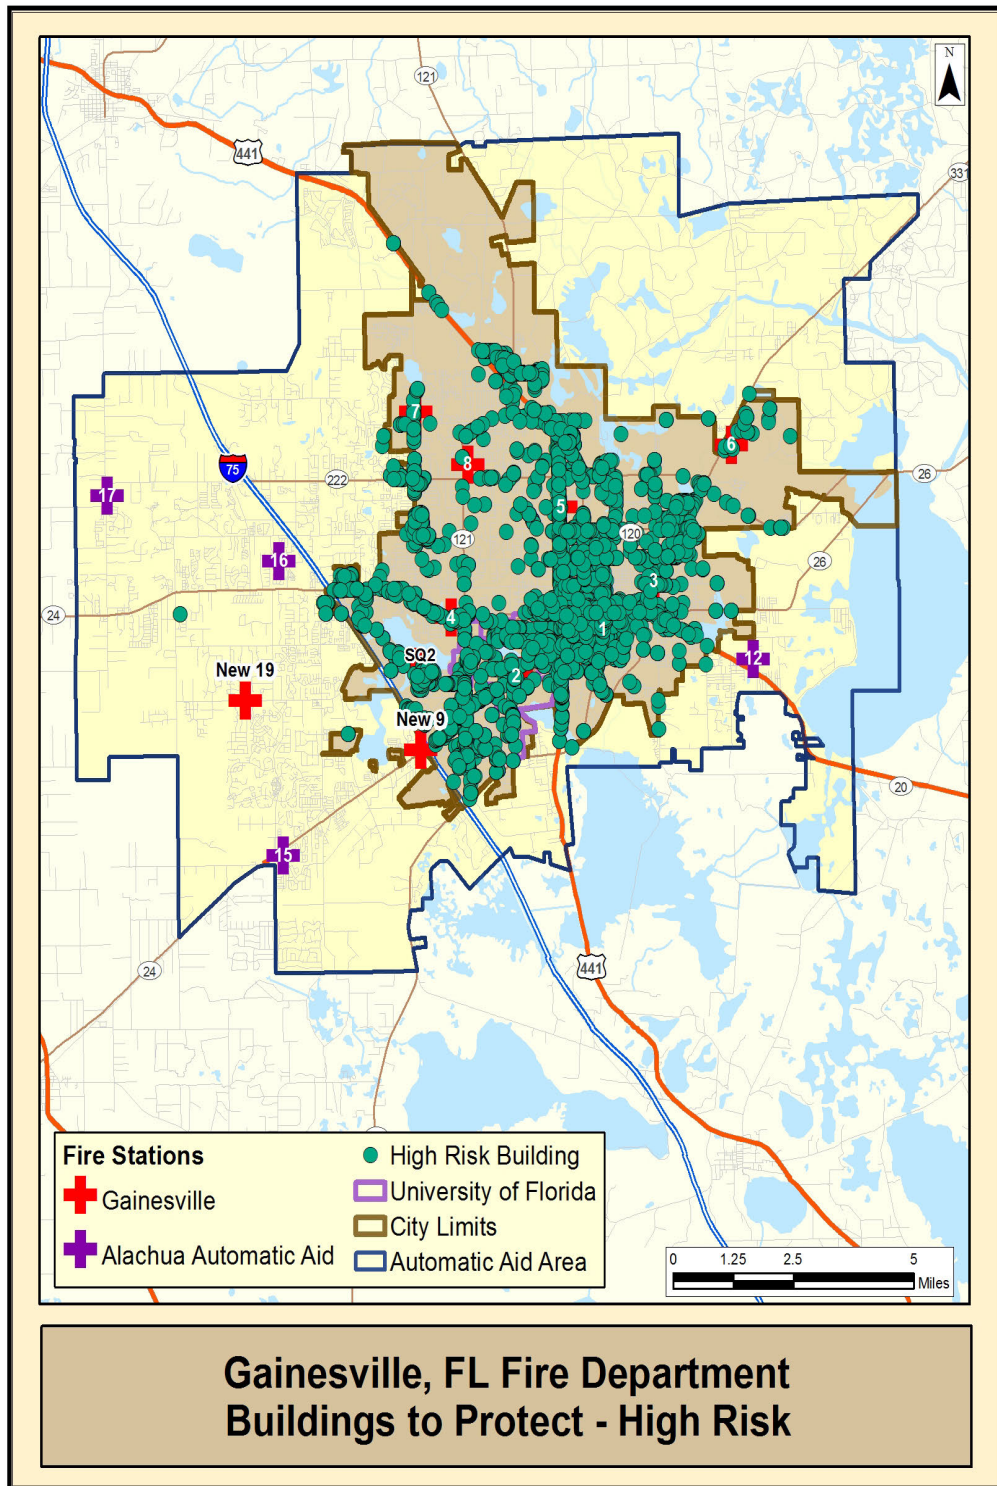 N
121
441
331
7
6
8
26
75
222
17
5
121
120
16
26
3
24
4
1
SQ2
12
New 19
2
New 9
20
15
24
441
Fire Stations
Gainesville
Alachua Automatic Aid
High Risk Building
University of Florida
City Limits
Automatic Aid Area
0 1.25 2.5 5
Miles
Gainesville, FL Fire Department
Buildings to Protect - High Risk